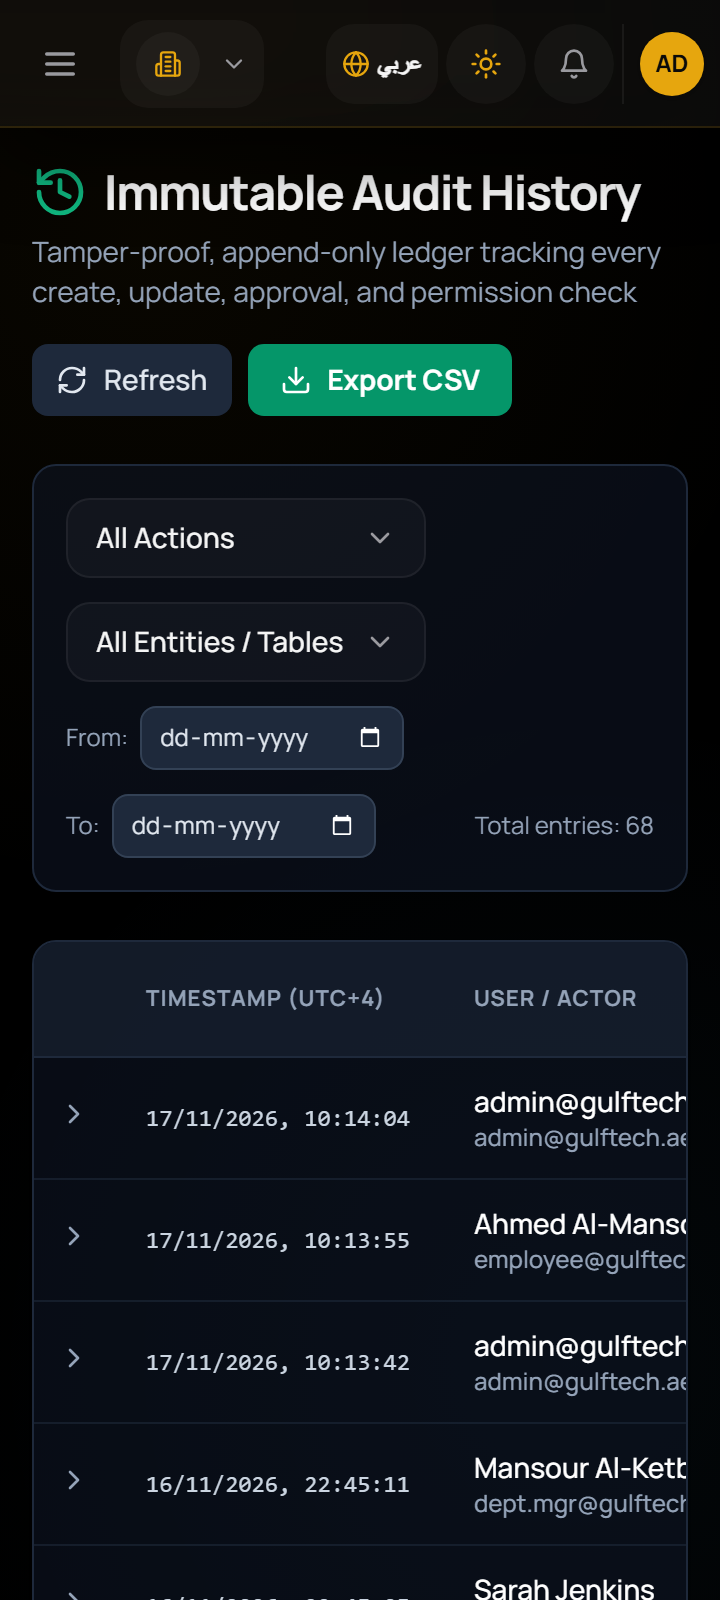 عربي
AD
Immutable Audit History
Tamper-proof, append-only ledger tracking every
create, update, approval, and permission check
Refresh
Export CSV
All Actions
All Entities / Tables
From: dd-mm-yyyy
To: dd-mm-yyyy
Total entries: 68
TIMESTAMP (UTC+4) USER / ACTOR
17/11/2026, 10:14:04 admin@gulftech
admin@gulftech.ae
17/11/2026, 10:13:55 Ahmed Al-Manso
employee@gulftec
17/11/2026, 10:13:42 admin@gulftech
admin@gulftech.ae
16/11/2026, 22:45:11 Mansour Al-Ketb
dept.mgr@gulftech
Sarah Jenkins